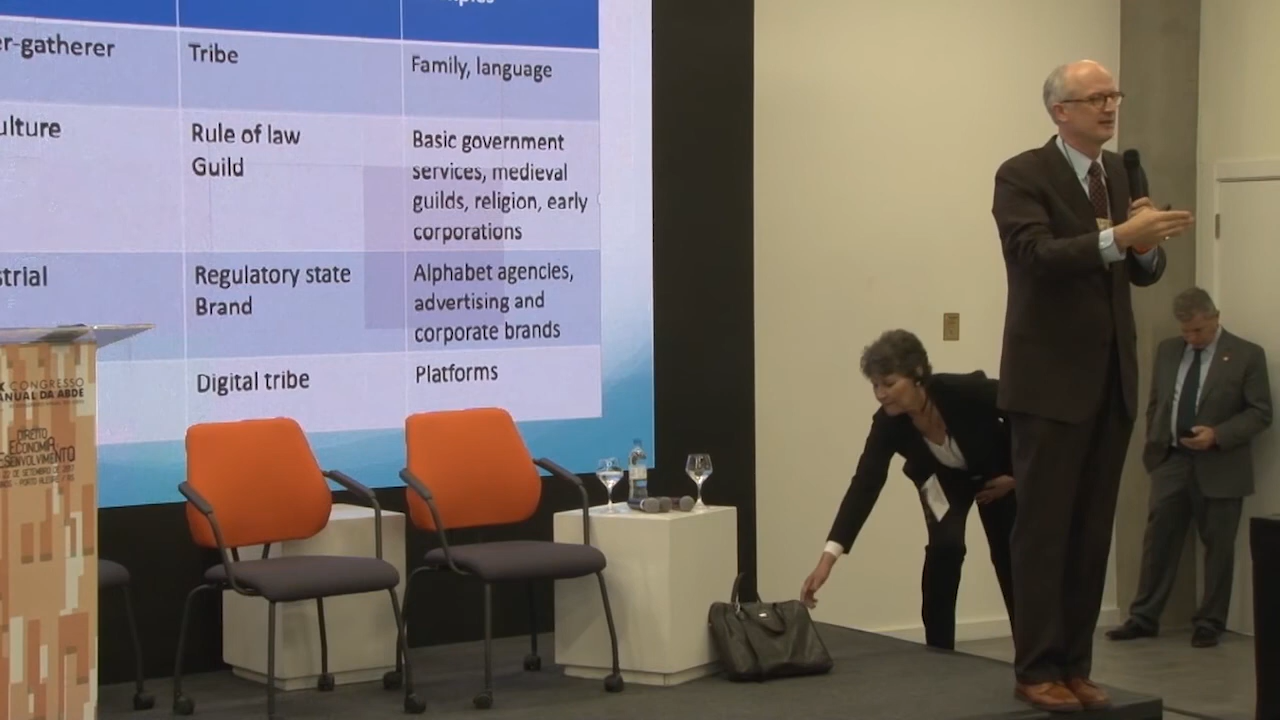 er-gatherer
Tribe
Family, language
ulture
Rule of law
Guild
Basic government
services, medieval
guilds, religion, early
corporations
strial
Regulatory state
Brand
Alphabet agencies,
advertising and
corporate brands
Digital tribe
Platforms
CONGRESSO
ANUAL DA ABDE
DIREITO
ECONOMIA
DESENVOLVIMENTO